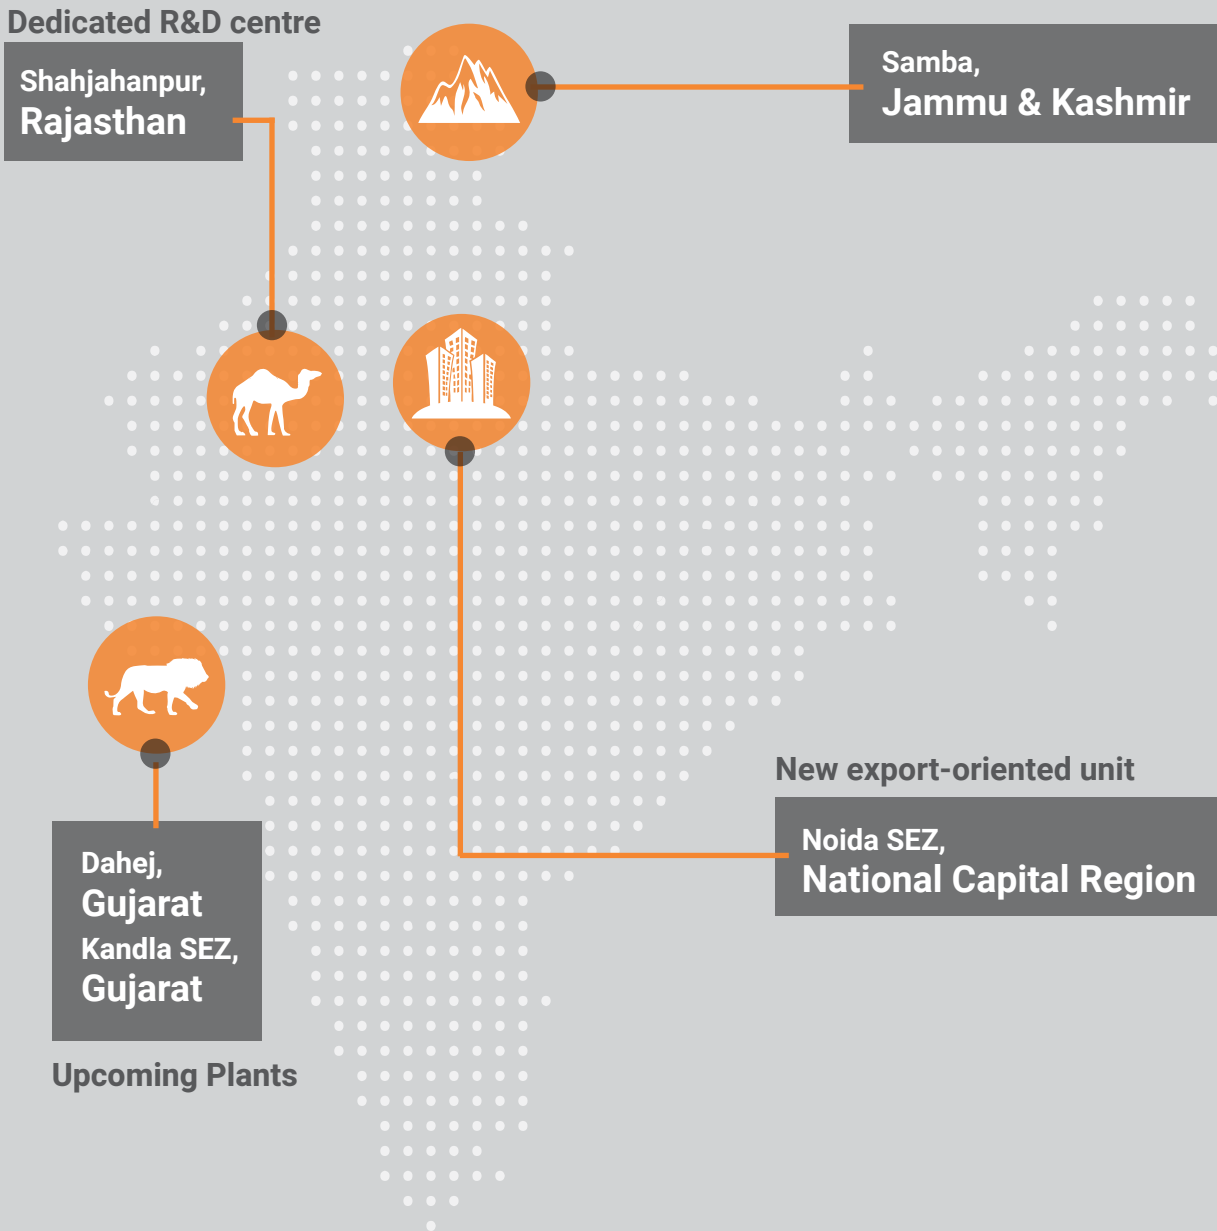 Dedicated R&D centre
Shahjahanpur,
Rajasthan
Samba,
Jammu & Kashmir
New export-oriented unit
Noida SEZ,
National Capital Region
Dahej,
Gujarat
Kandla SEZ,
Gujarat
Upcoming Plants